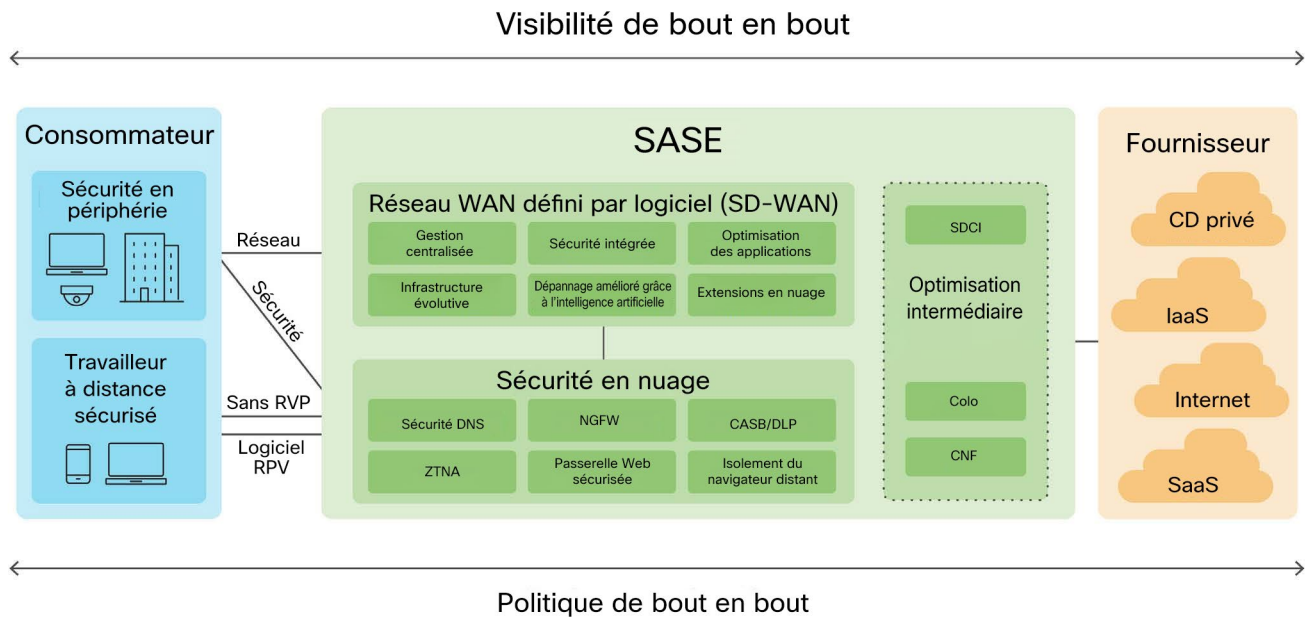 Visibilité de bout en bout
Consommateur
Sécurité en
périphérie
Travailleur
à distance
sécurisé
Réseau
Sécurité
Sans RVP
Logiciel
RPV
SASE
Réseau WAN défini par logiciel (SD-WAN)
Gestion
centralisée
Sécurité intégrée
Optimisation
des applications
Infrastructure
évolutive
Dépannage amélioré grâce
à l'intelligence artificielle
Extensions en nuage
Sécurité en nuage
Sécurité DNS
NGFW
CASB/DLP
ZTNA
Passerelle Web
sécurisée
Isolement du
navigateur distant
SDCI
Optimisation
intermédiaire
Colo
CNF
Fournisseur
CD privé
IaaS
Internet
SaaS
Politique de bout en bout